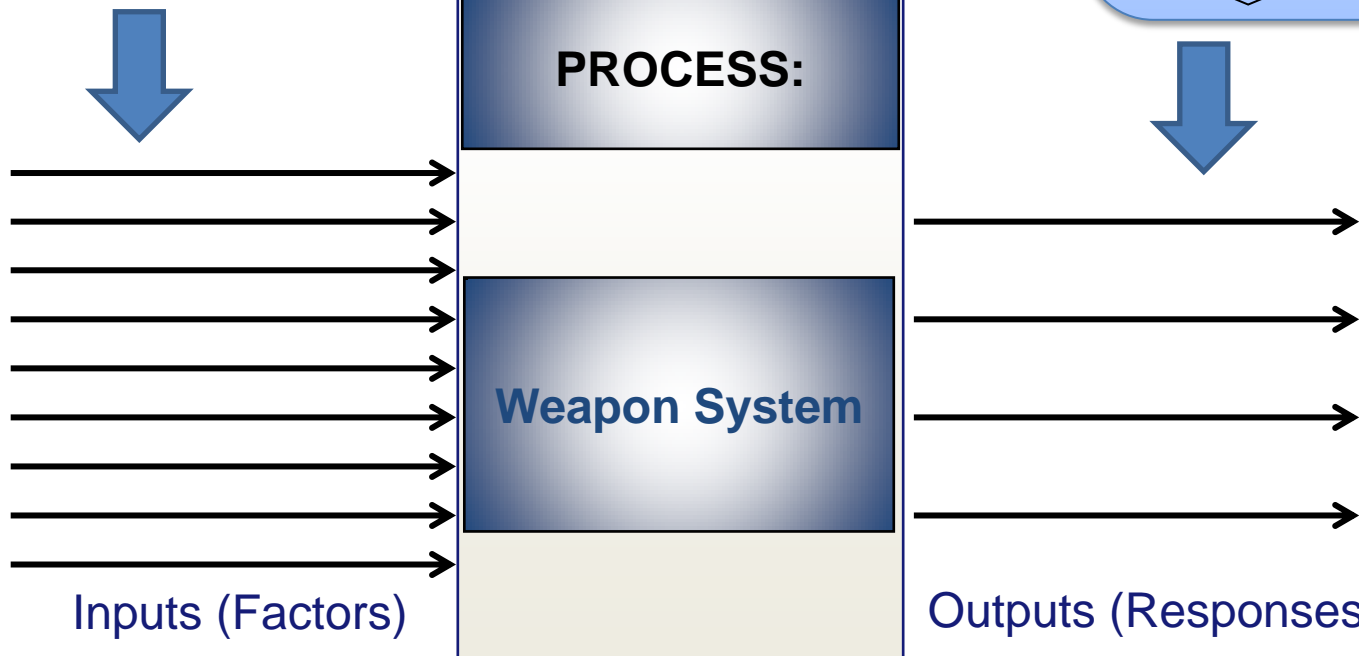 PROCESS:
Weapon System
Inputs (Factors)
Outputs (Responses